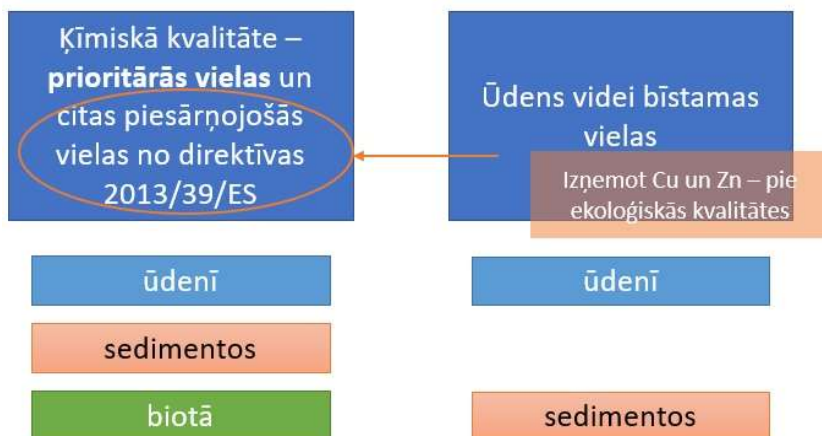 Ķīmiskā kvalitāte –
prioritārās vielas un
citas piesārņojošās
vielas no direktīvas
2013/39/ES
Ūdens videi bīstamas
vielas
Izņemot Cu un Zn – pie
ekoloģiskās kvalitātes
ūdenī
sedimentos
biotā
ūdenī
sedimentos